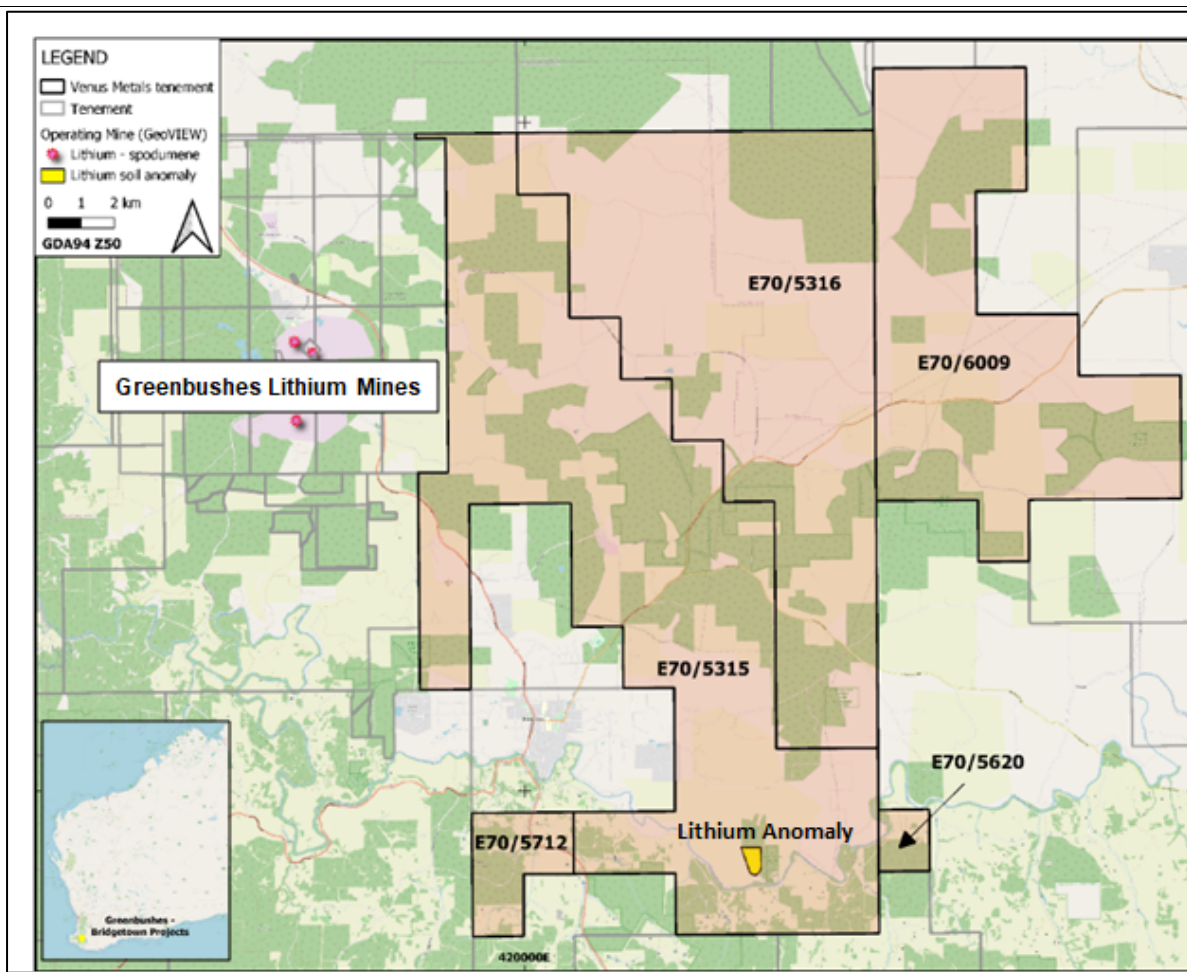 LEGEND
Venus Metals tenement
Tenement
Operating Mine (GeoVIEW)
Lithium - spodumene
Lithium soil anomaly
0 1 2 km
GDA94 Z50
E70/5316
E70/6009
Greenbushes Lithium Mines
E70/5315
E70/5620
Lithium Anomaly
E70/5712
Greenbushes -
Bridgetown Projects
420000E